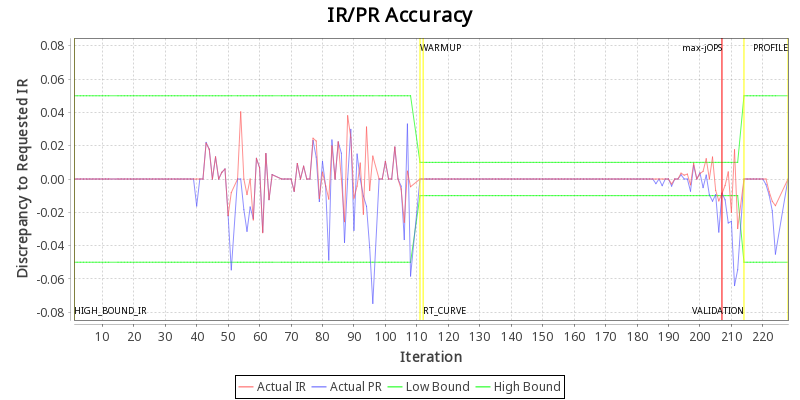 IR/PR Accuracy
Discrepancy to Requested IR
0.08
0.06
0.04
0.02
0.00
-0.02
-0.04
-0.06
-0.08
WARMUP
max-jOPS
PROFILE
HIGH_BOUND_IR
RT_CURVE
VALIDATION
10 20 30 40 50 60 70 80 90 100 110 120 130 140 150 160 170 180 190 200 210 220
Iteration
Actual IR Actual PR Low Bound High Bound